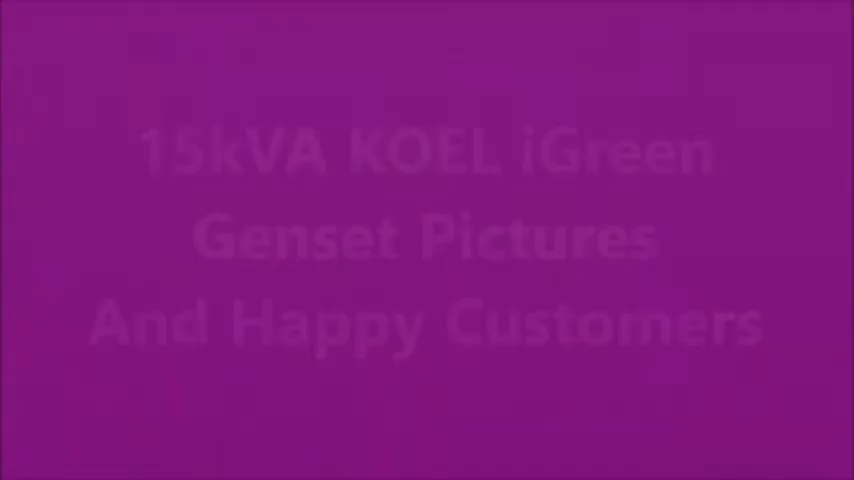 15kVA KOEL iGreen
Genset Pictures
And Happy Customers